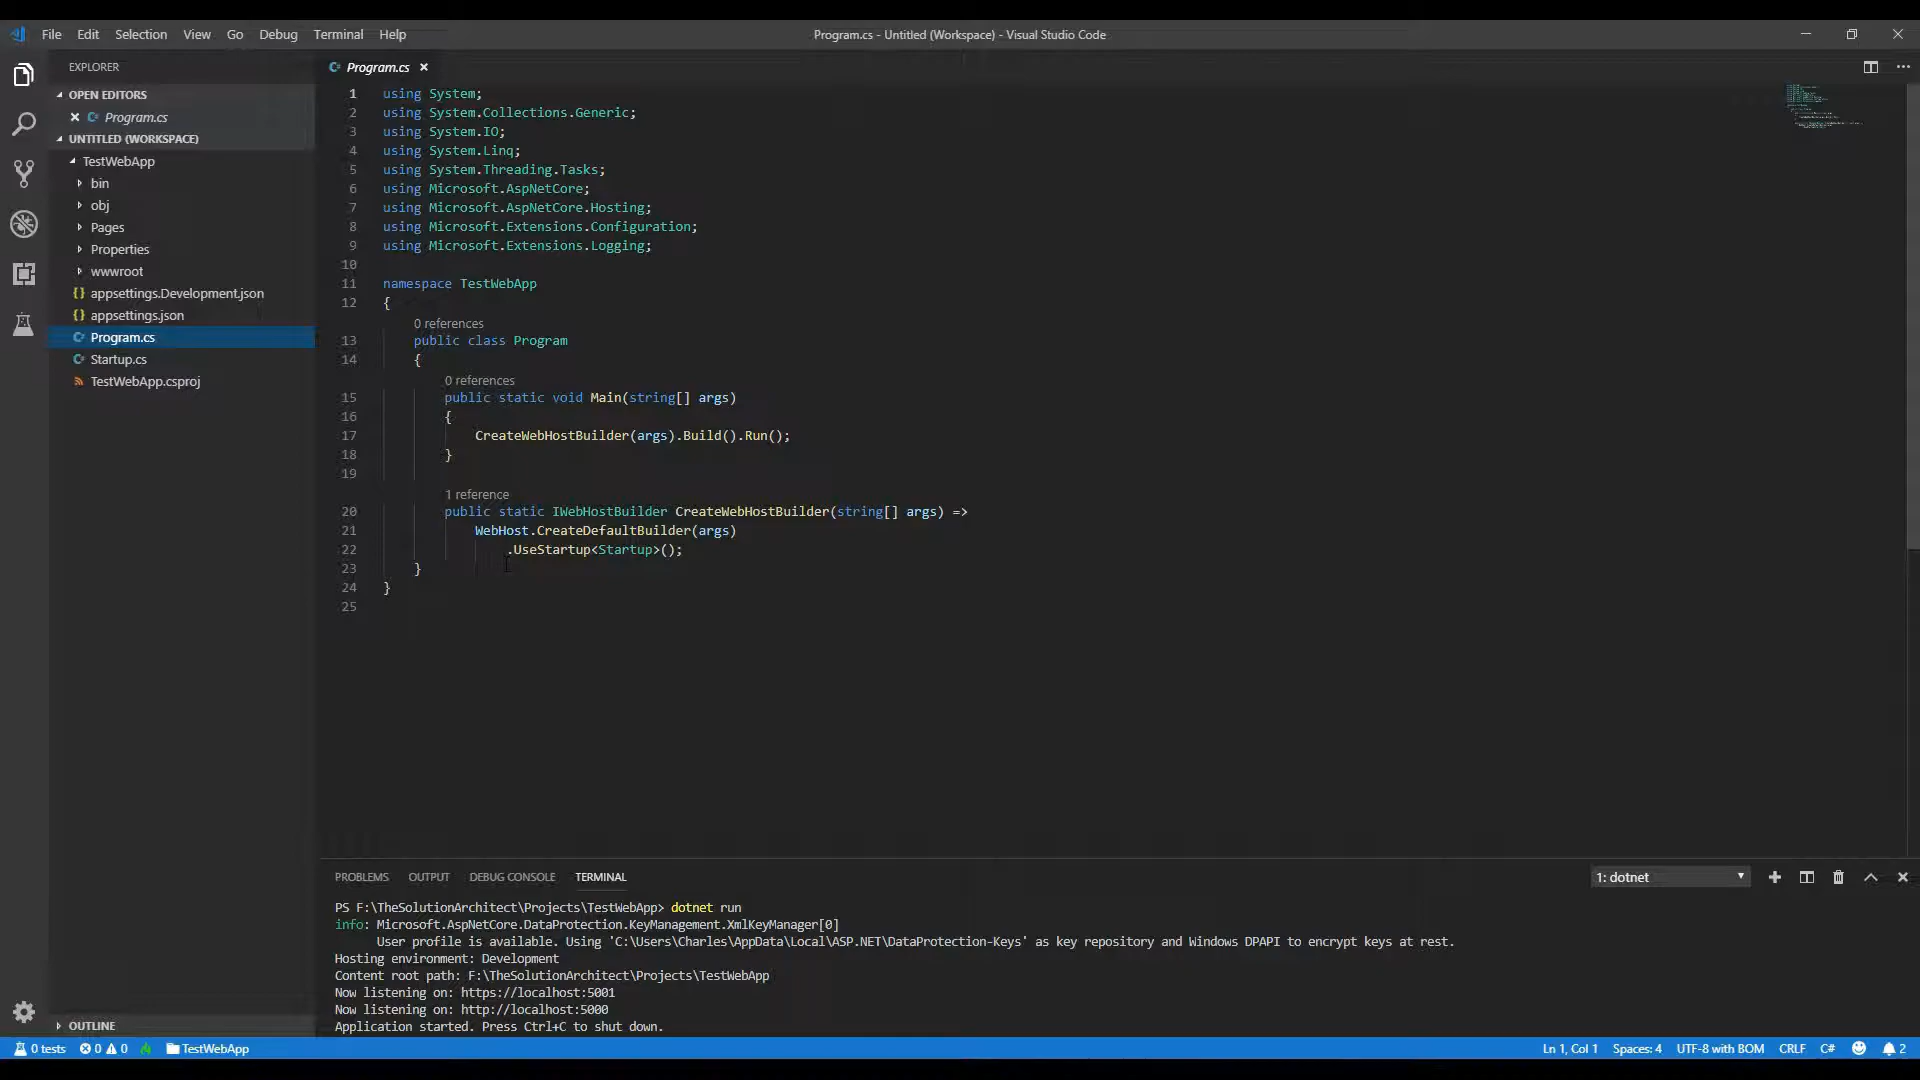 File Edit Selection View Go Debug Terminal Help
Program.cs - Untitled (Workspace) - Visual Studio Code
EXPLORER
OPEN EDITORS
Program.cs
UNTITLED (WORKSPACE)
TestWebApp
bin
obj
Pages
Properties
wwwroot
{} appsettings.Development.json
{} appsettings.json
C# Program.cs
C# Startup.cs
TestWebApp.csproj
OUTLINE
C# Program.cs
1 using System;
2 using System.Collections.Generic;
3 using System.IO;
4 using System.Linq;
5 using System.Threading.Tasks;
6 using Microsoft.AspNetCore;
7 using Microsoft.AspNetCore.Hosting;
8 using Microsoft.Extensions.Configuration;
9 using Microsoft.Extensions.Logging;
10
11 namespace TestWebApp
12 {
0 references
13 public class Program
14 {
0 references
15 public static void Main(string[] args)
16 {
17 CreateWebHostBuilder(args).Build().Run();
18 }
19
1 reference
20 public static IWebHostBuilder CreateWebHostBuilder(string[] args) =>
21 WebHost.CreateDefaultBuilder(args)
22 .UseStartup<Startup>();
23 }
24 }
25
PROBLEMS OUTPUT DEBUG CONSOLE TERMINAL
1: dotnet
PS F:\TheSolutionArchitect\Projects\TestWebApp> dotnet run
info: Microsoft.AspNetCore.DataProtection.KeyManagement.XmlKeyManager[0]
User profile is available. Using 'C:\Users\Charles\AppData\Local\ASP.NET\DataProtection-Keys' as key repository and Windows DPAPI to encrypt keys at rest.
Hosting environment: Development
Content root path: F:\TheSolutionArchitect\Projects\TestWebApp
Now listening on: https://localhost:5001
Now listening on: http://localhost:5000
Application started. Press Ctrl+C to shut down.
0 tests 0 0 TestWebApp
Ln 1, Col 1 Spaces: 4 UTF-8 with BOM CRLF C# 2